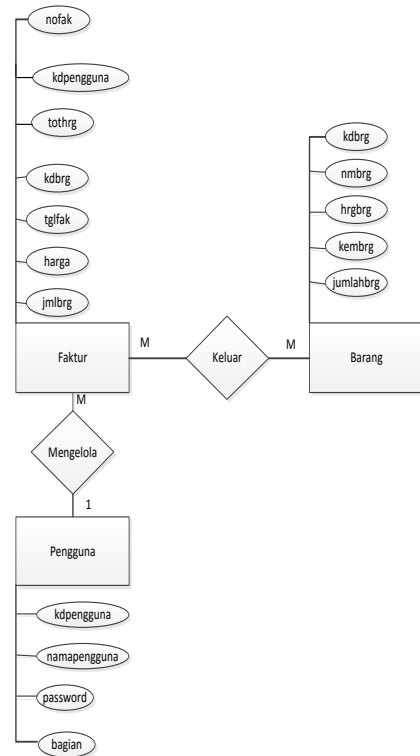 nofak
kdpengguna
tothrg
kdbrg
tglfak
harga
jmlbrg
kdbrg
nmbrg
hrgbrg
kembrg
jumlahbrg
Faktur
M
Keluar
M
Barang
M
Mengelola
1
Pengguna
kdpengguna
namapengguna
password
bagian